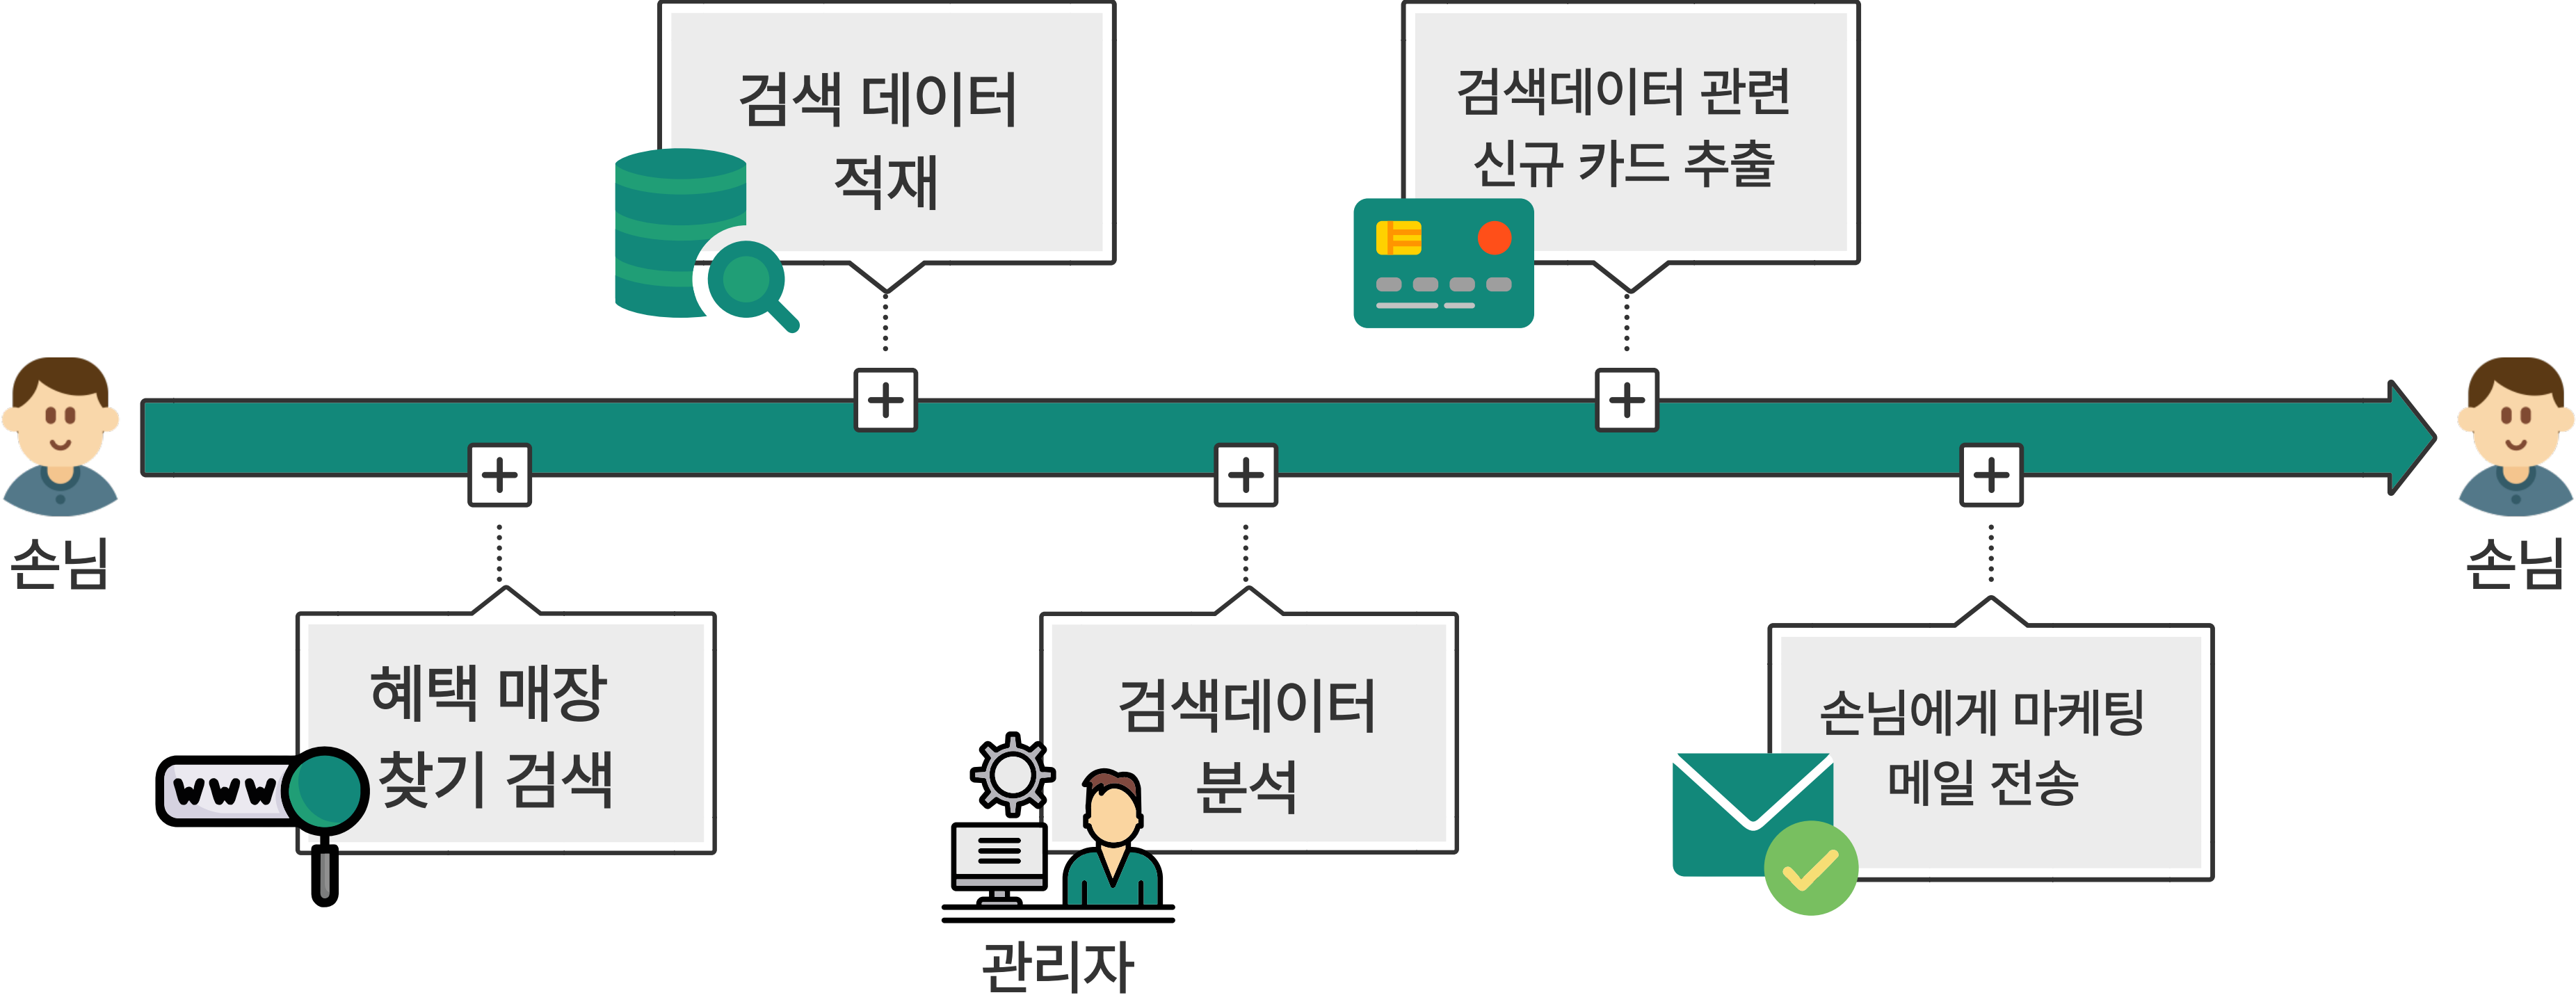 검색 데이터
적재
검색데이터 관련
신규 카드 추출
손님
손님
혜택 매장
찾기 검색
WWW
검색데이터
분석
관리자
손님에게 마케팅
메일 전송